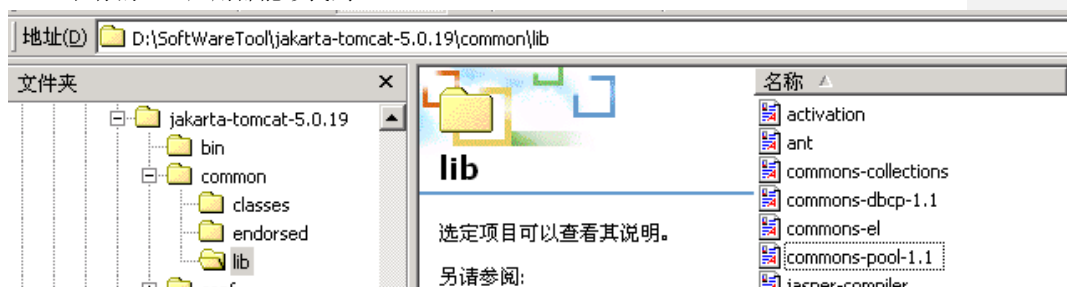 地址(D) D:\SoftWareTool\jakarta-tomcat-5.0.19\common\lib
文件夹
jakarta-tomcat-5.0.19
bin
common
classes
endorsed
lib
lib
选定项目可以查看其说明。
另请参阅:
名称
activation
ant
commons-collections
commons-dbcp-1.1
commons-el
commons-pool-1.1
jasper-compiler